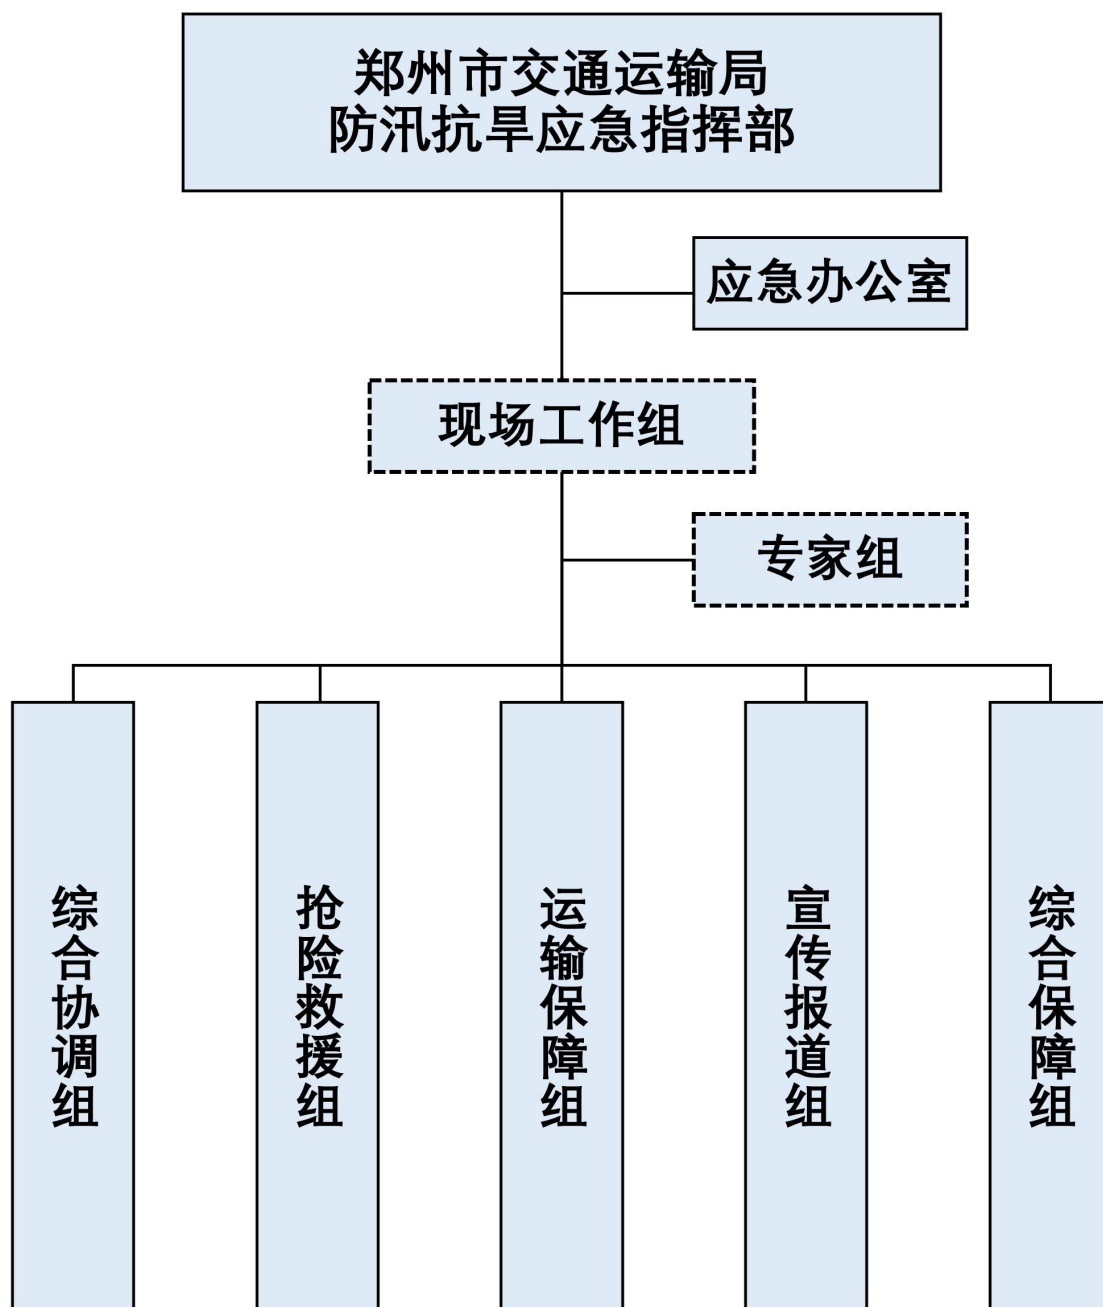 郑州市交通运输局
防汛抗旱应急指挥部
应急办公室
现场工作组
专家组
综合协调组
抢险救援组
运输保障组
宣传报道组
综合保障组